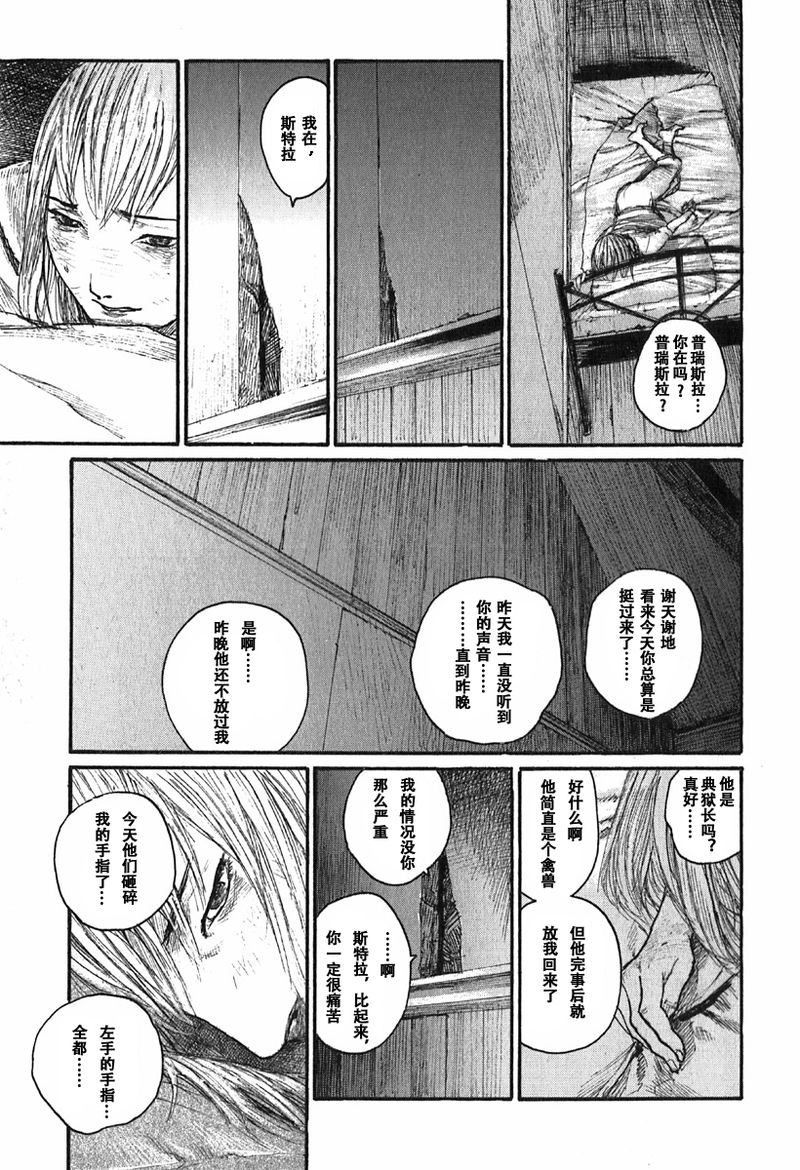 普瑞斯拉…
你在吗?
普瑞斯拉?
我在,
斯特拉
谢天谢地
看来今天你总算是
挺过来了……
昨天我一直没听到
你的声音……
………直到昨晚
是啊………
昨晚他还不放过我
他是
典狱长吗?
真好……
好什么啊
他简直是个禽兽
但他完事后就
放我回来了
我的情况没你
那么严重
……啊
斯特拉,比起来,
你一定很痛苦
今天他们砸碎
我的手指了…
左手的手指…
全都……